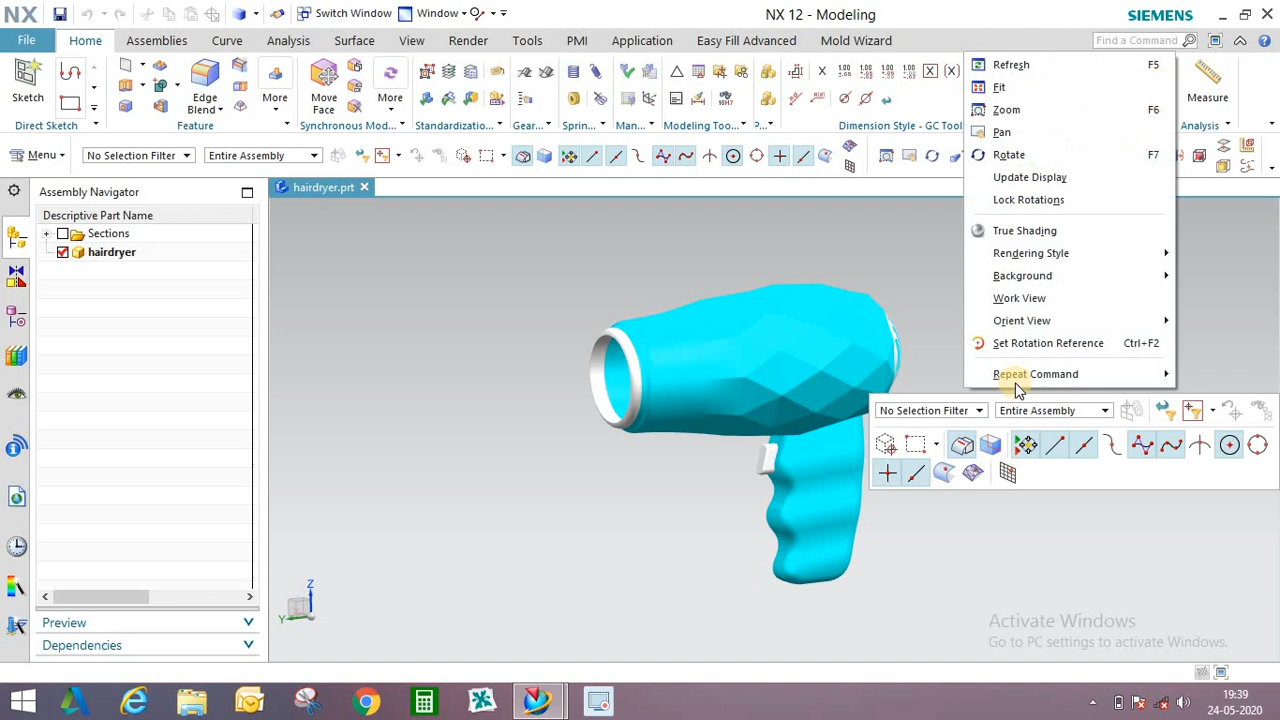 NX
Switch Window
Window
NX 12 - Modeling
SIEMENS
File
Home
Assemblies
Curve
Analysis
Surface
View
Render
Tools
PMI
Application
Easy Fill Advanced
Mold Wizard
Find a Command
Sketch
Edge
Blend
More
Move
Face
More
Measure
Direct Sketch
Feature
Synchronous Mod...
Standardization...
Gear...
Sprin...
Man...
Modeling Too...
P...
Dimension Style - GC Tool
Analysis
Menu
No Selection Filter
Entire Assembly
Assembly Navigator
hairdryer.prt
Descriptive Part Name
Sections
hairdryer
Refresh F5
Fit
Zoom F6
Pan
Rotate F7
Update Display
Lock Rotations
True Shading
Rendering Style
Background
Work View
Orient View
Set Rotation Reference Ctrl+F2
Repeat Command
No Selection Filter
Entire Assembly
Z
Y
Preview
Dependencies
Activate Windows
Go to PC settings to activate Windows.
19:39
24-05-2020